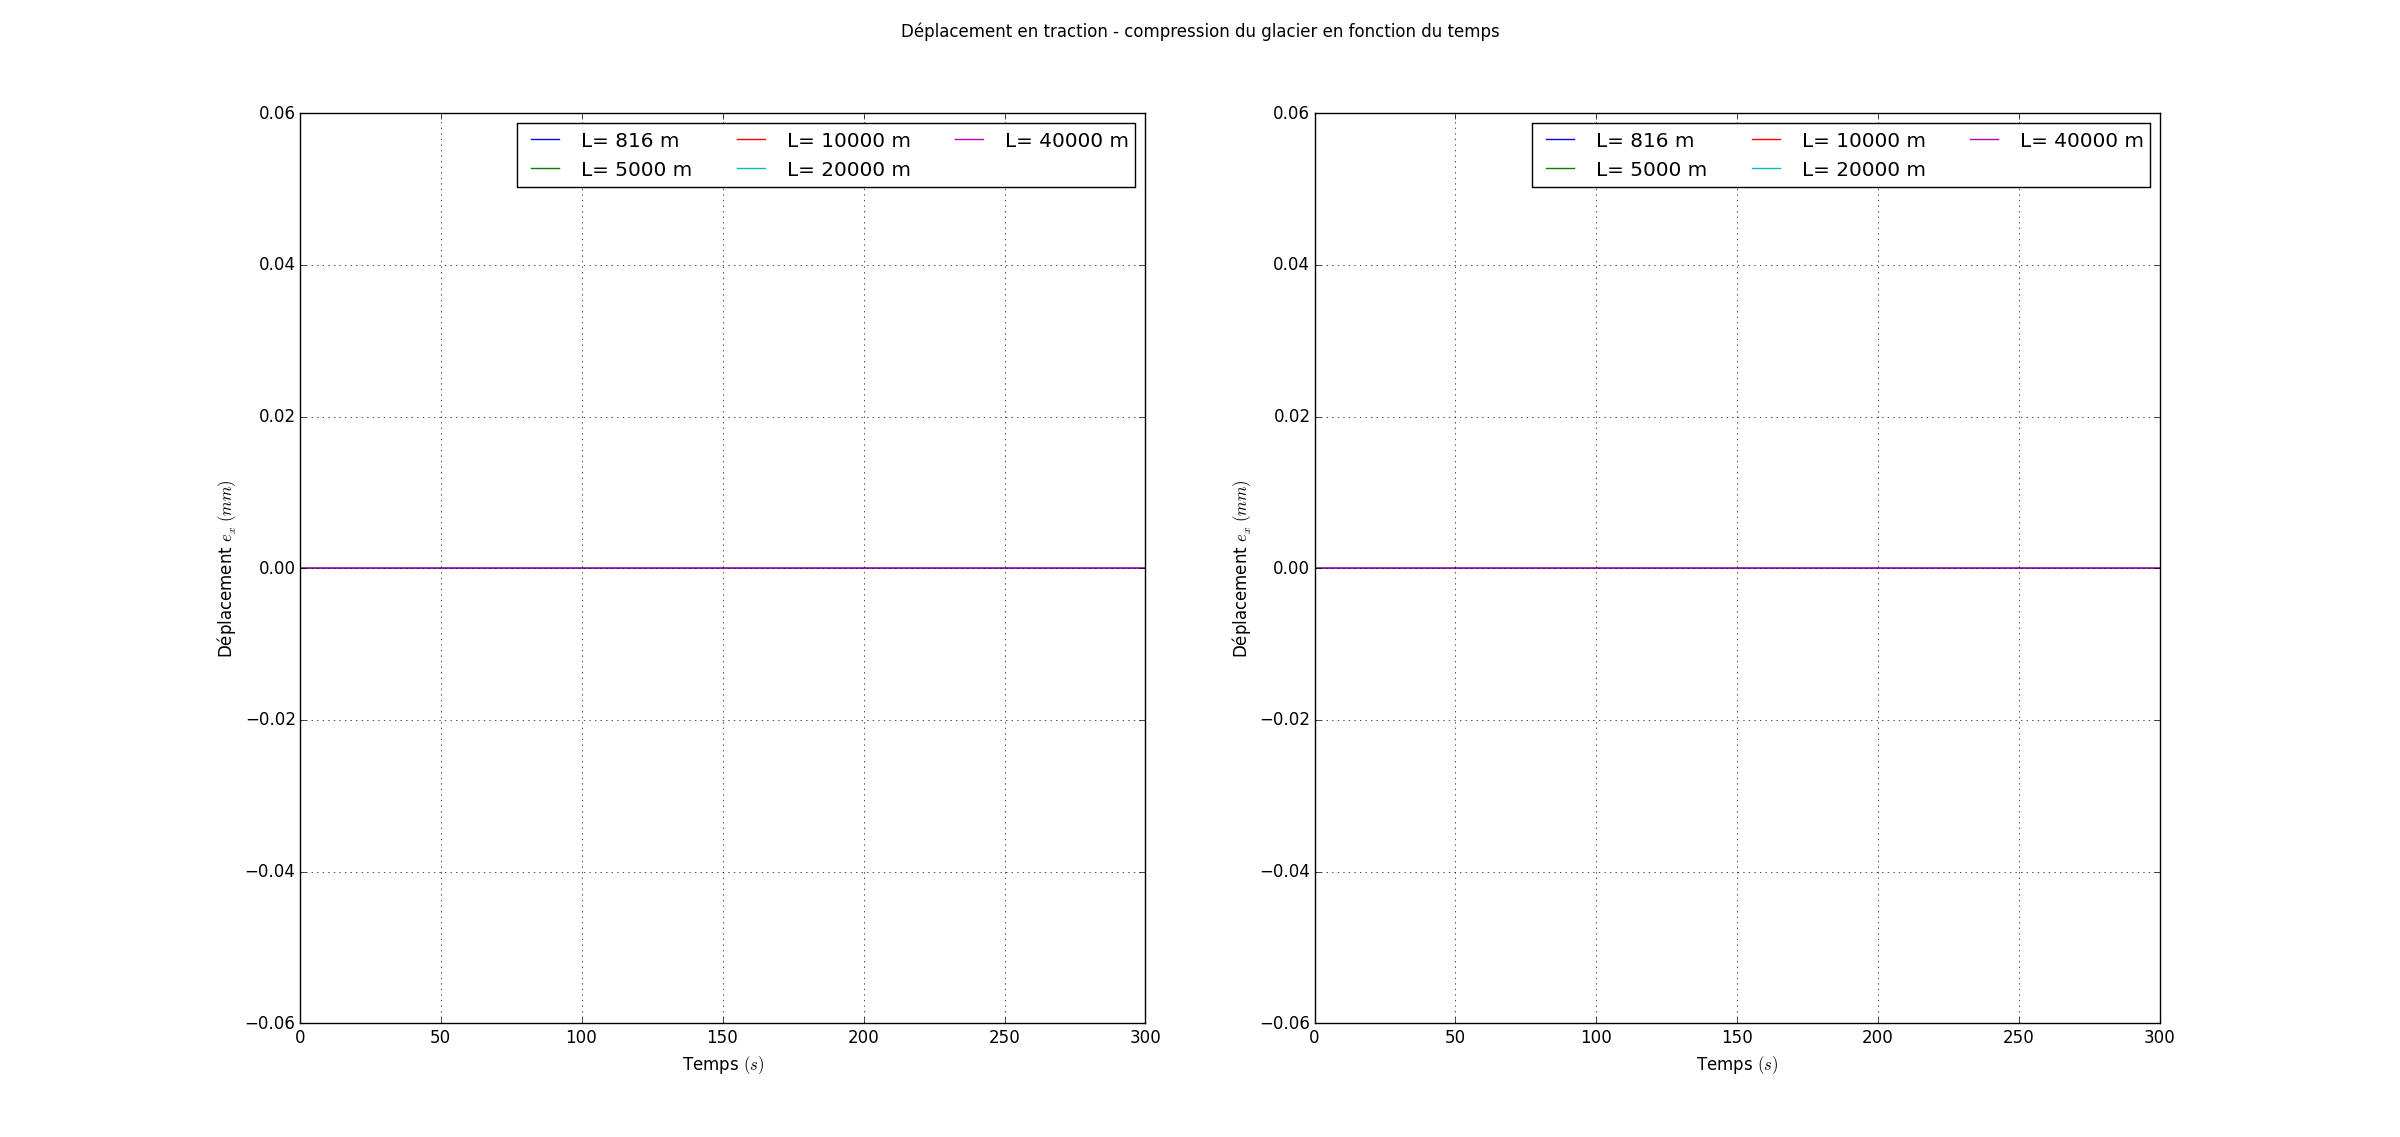 Déplacement en traction - compression du glacier en fonction du temps
0.06
0.04
0.02
0.00
−0.02
−0.04
−0.06
Déplacement e_x (mm)
L= 816 m
L= 5000 m
L= 10000 m
L= 20000 m
L= 40000 m
0 50 100 150 200 250 300
Temps (s)
0.06
0.04
0.02
0.00
−0.02
−0.04
−0.06
Déplacement e_x (mm)
L= 816 m
L= 5000 m
L= 10000 m
L= 20000 m
L= 40000 m
0 50 100 150 200 250 300
Temps (s)